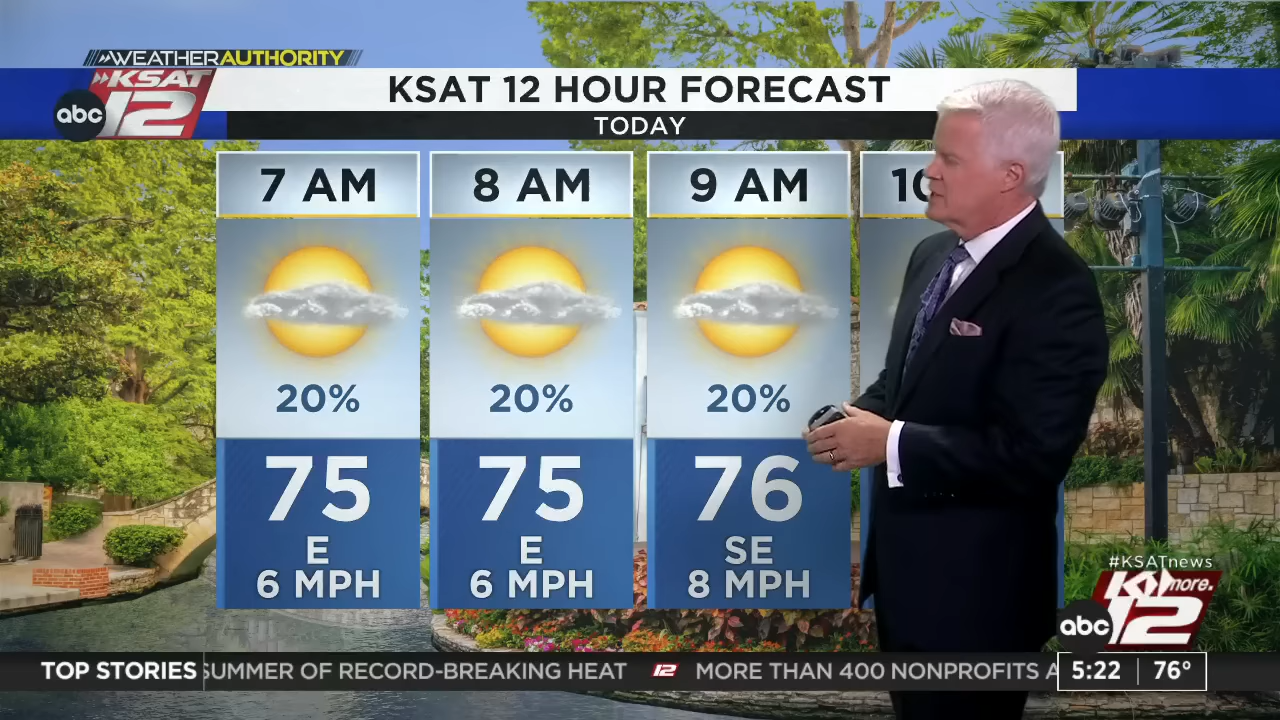 WEATHERAUTHORITY
KSAT
abc 12
KSAT 12 HOUR FORECAST
TODAY
7 AM
8 AM
9 AM
10
20%
20%
20%
75
75
76
E
E
SE
6 MPH
6 MPH
8 MPH
#KSATnews
more.
abc 12
TOP STORIES
SUMMER OF RECORD-BREAKING HEAT 12 MORE THAN 400 NONPROFITS A
5:22 76°